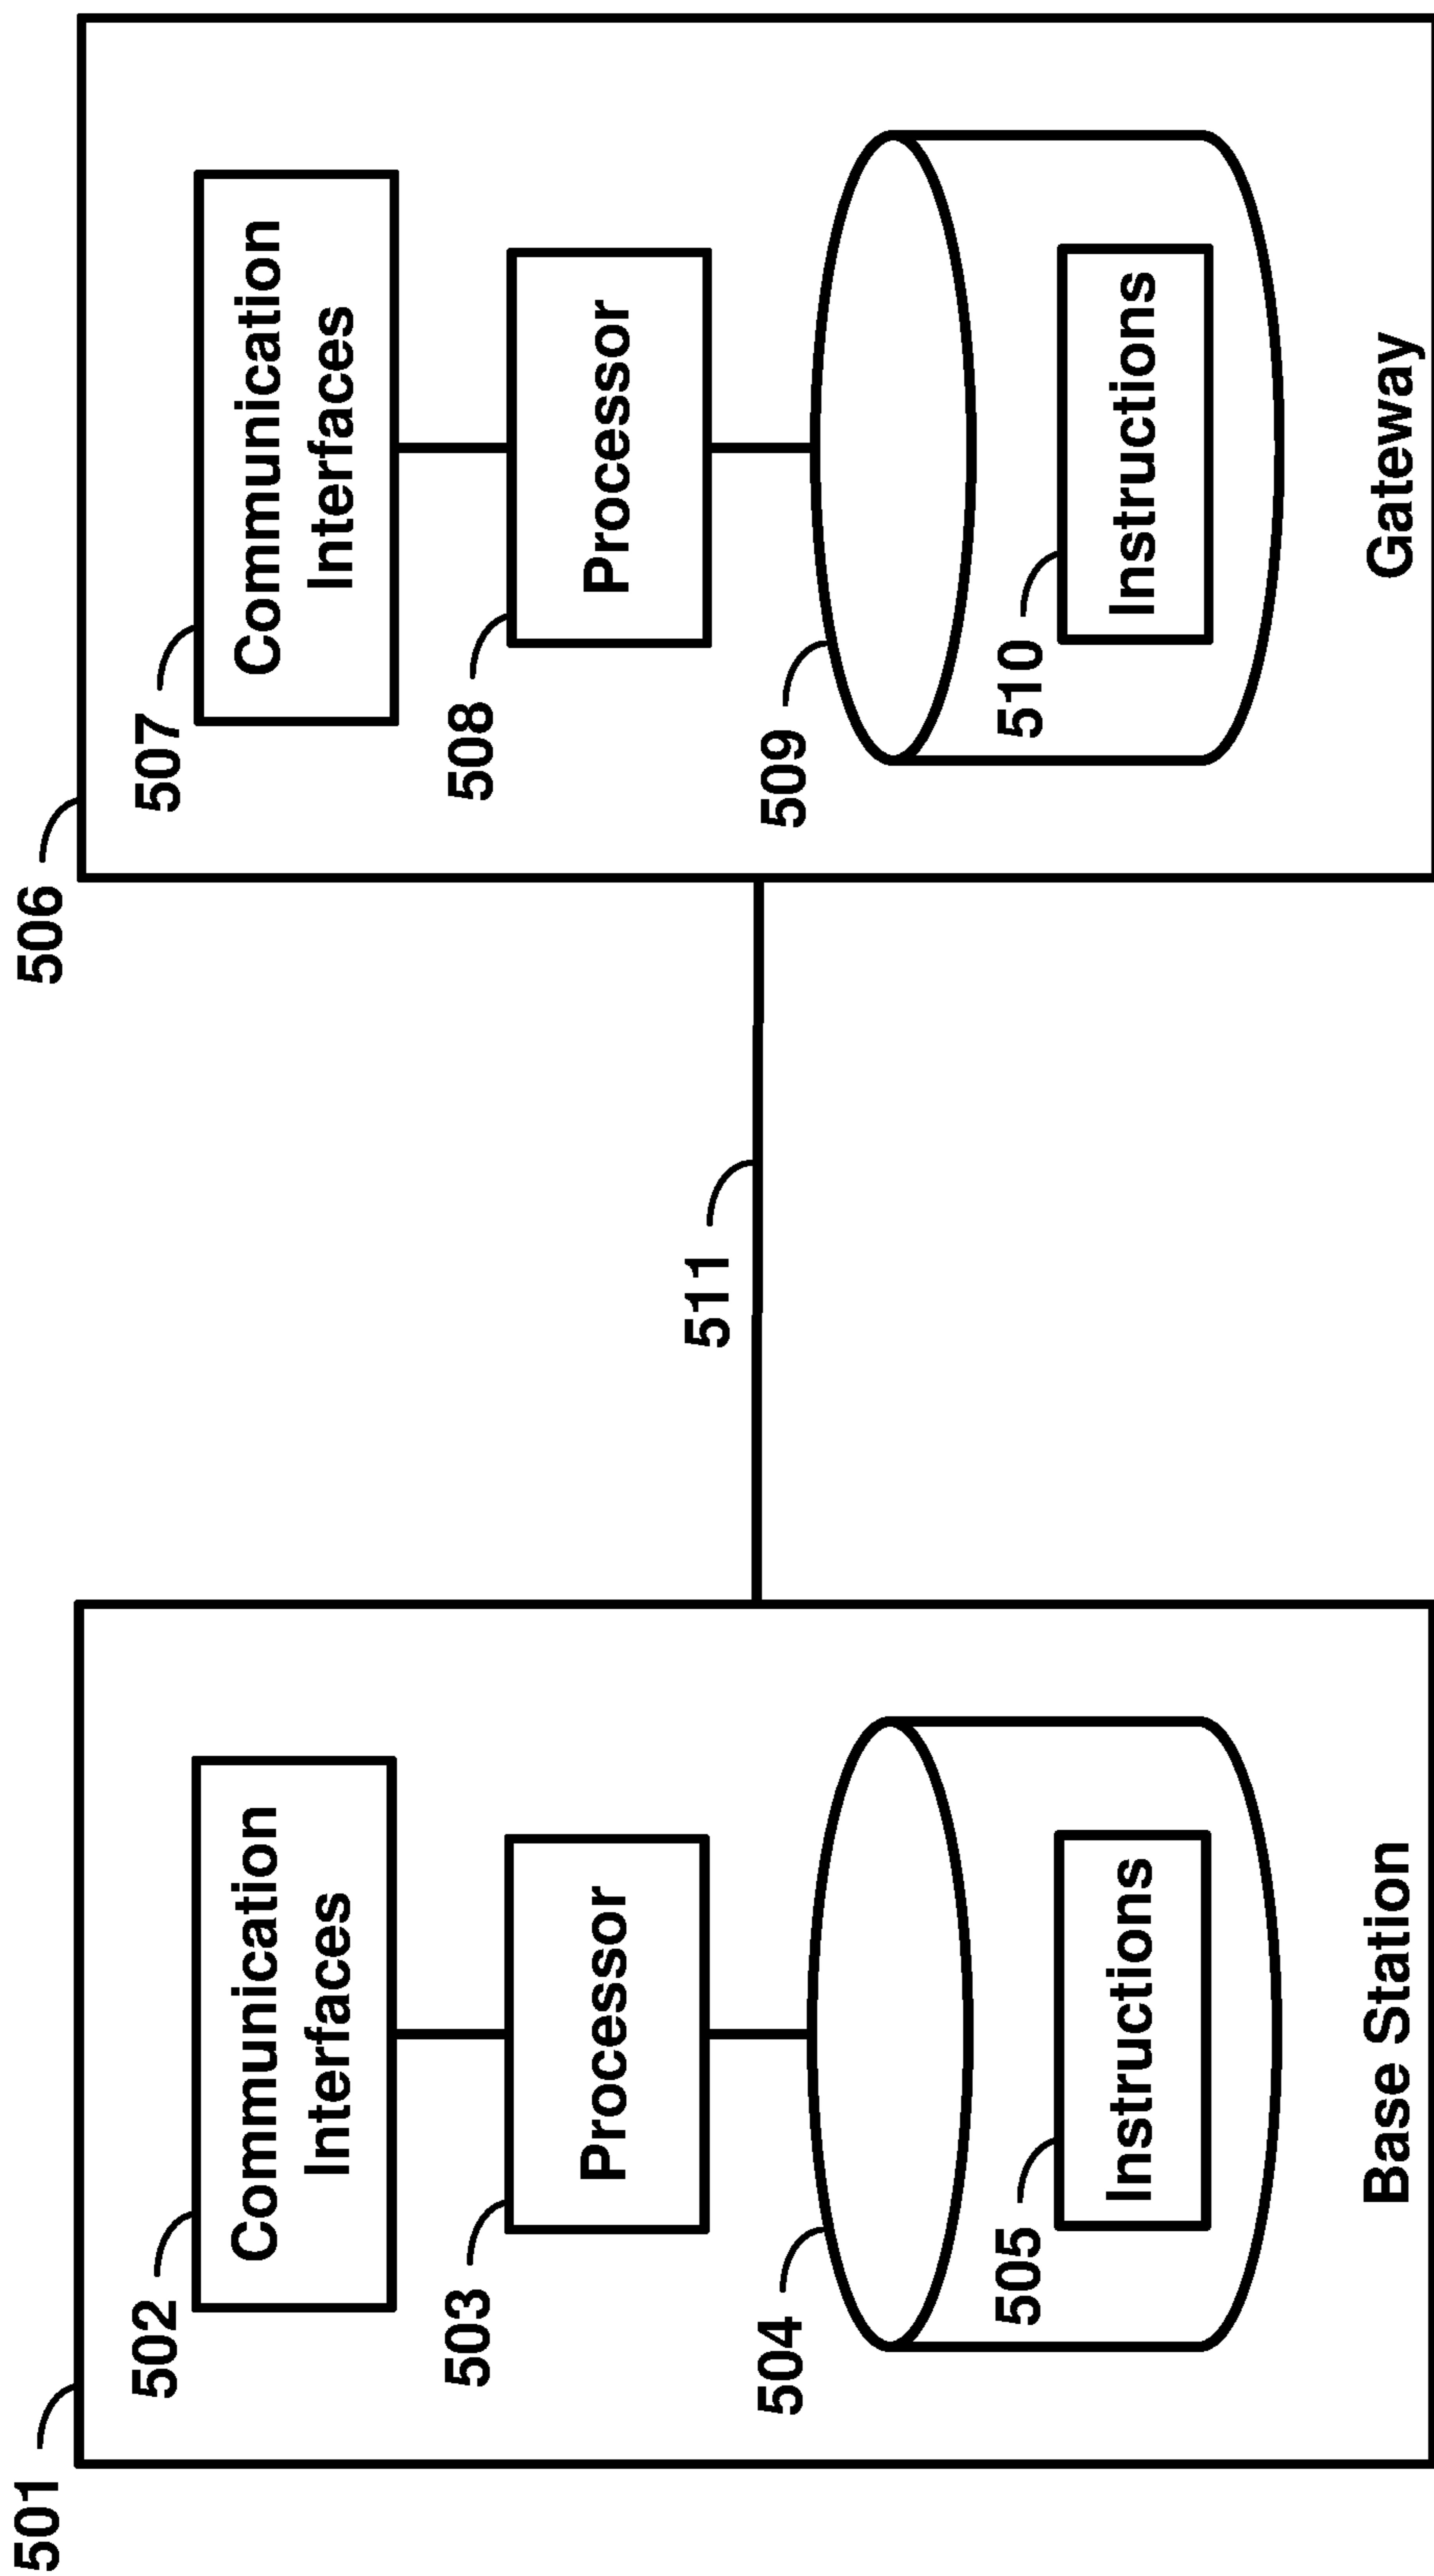 501
502
Communication
Interfaces
503
Processor
504
505
Instructions
Base Station
511
506
507
Communication
Interfaces
508
Processor
509
510
Instructions
Gateway